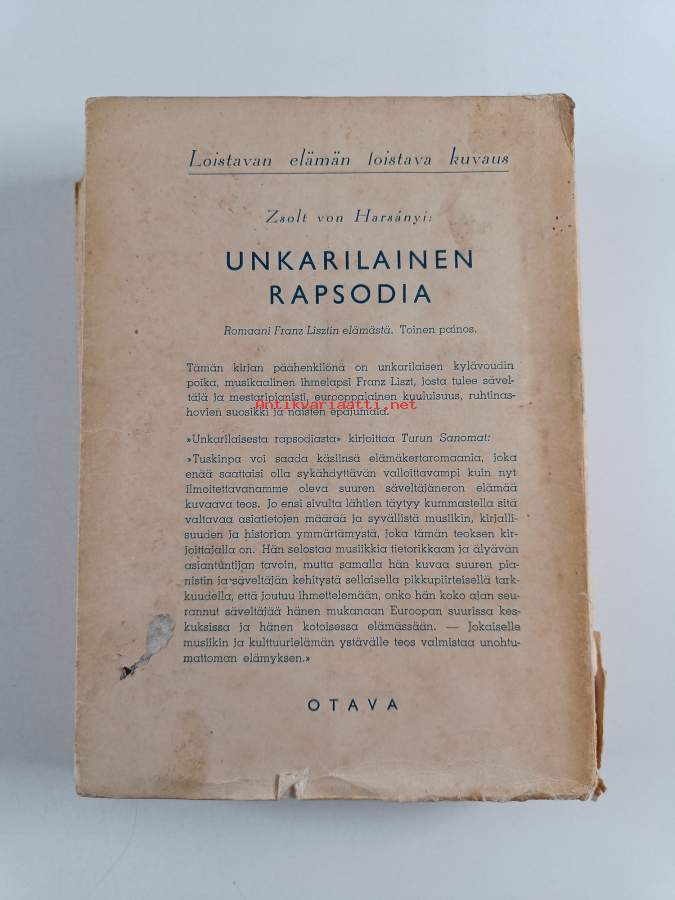 Loistavan elämän loistava kuvaus
Zsolt von Harsányi:
UNKARILAINEN
RAPSODIA
Romaani Franz Lisztin elämästä. Toinen painos.
Tämän kirjan päähenkilönä on unkarilaisen kylävoudin
poika, musikaalinen ihmelapsi Franz Liszt, josta tulee sävel-
täjä ja mestaripianisti, eurooppalainen kuuluisuus, ruhtinas-
Antikvariaatti.net
hovien suosikki ja naisten epäjumala.
»Unkarilaisesta rapsodiasta» kirjoittaa Turun Sanomat:
»Tuskinpa voi saada käsiinsä elämäkertaromaania, joka
enää saattaisi olla sykähdyttävän valloittavampi kuin nyt
ilmoitettavanamme oleva suuren säveltäjäneron elämää
kuvaava teos. Jo ensi sivulta lähtien täytyy kummastella sitä
valtavaa asiatietojen määrää ja syvällistä musiikin, kirjalli-
suuden ja historian ymmärtämystä, joka tämän teoksen kir-
joittajalla on. Hän selostaa musiikkia tietorikkaan ja älyävän
asiantuntijan tavoin, mutta samalla hän kuvaa suuren pia-
nistin ja säveltäjän kehitystä sellaisella pikkupiirteisellä tark-
kuudella, että joutuu ihmettelemään, onko hän koko ajan seu-
rannut säveltäjää hänen mukanaan Euroopan suurissa kes-
kuksissa ja hänen kotoisessa elämässään. — Jokaiselle
musiikin ja kulttuurielämän ystävälle teos valmistaa unohtu-
mattoman elämyksen.»
OTAVA